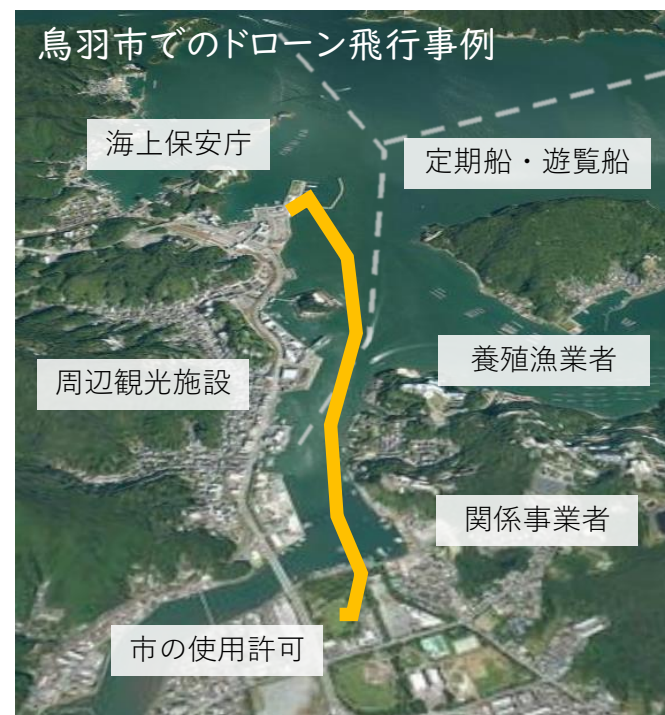 鳥羽市でのドローン飛行事例
海上保安庁
定期船・遊覧船
養殖漁業者
周辺観光施設
関係事業者
市の使用許可